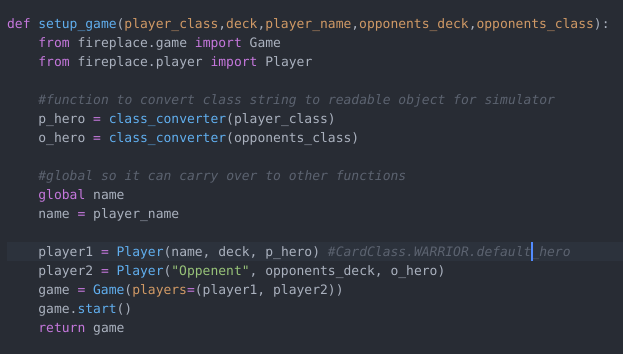 def setup_game(player_class,deck,player_name,opponents_deck,opponents_class):
    from fireplace.game import Game
    from fireplace.player import Player

    #function to convert class string to readable object for simulator
    p_hero = class_converter(player_class)
    o_hero = class_converter(opponents_class)

    #global so it can carry over to other functions
    global name
    name = player_name

    player1 = Player(name, deck, p_hero) #CardClass.WARRIOR.default_hero
    player2 = Player("Oppenent", opponents_deck, o_hero)
    game = Game(players=(player1, player2))
    game.start()
    return game